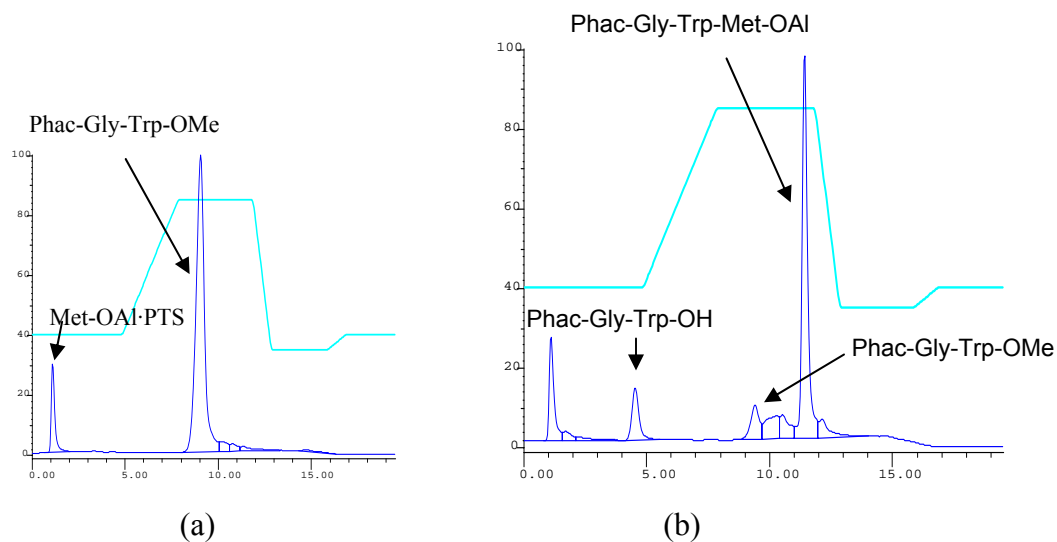 Phac-Gly-Trp-OMe
100
80
60
Met-OAl·PTS
40
20
0
0.00 5.00 10.00 15.00
(a)
Phac-Gly-Trp-Met-OAl
100
80
60
40
Phac-Gly-Trp-OH
Phac-Gly-Trp-OMe
20
0
0.00 5.00 10.00 15.00
(b)